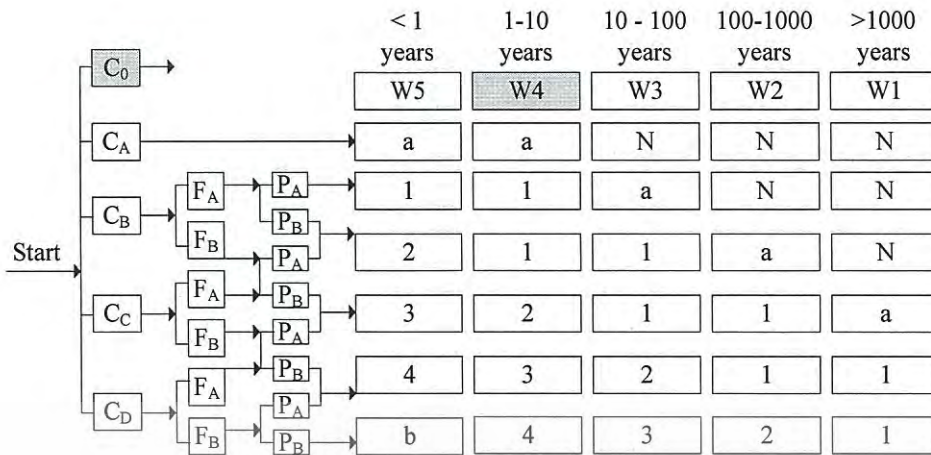 < 1 1-10 10 - 100 100-1000 >1000
years years years years years
C0 W5 W4 W3 W2 W1
CA a a N N N
FA PA 1 1 a N N
CB PB
FB 2 1 1 a N
Start PA
FA PB
CC 3 2 1 1 a
FB PA
PB 4 3 2 1 1
FA
CD PA
FB PB b 4 3 2 1